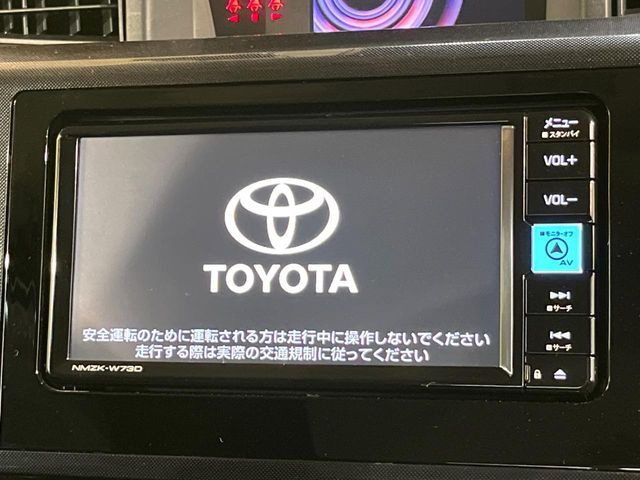 TOYOTA
安全運転のために運転される方は走行中に操作しないでください
走行する際は実際の交通規制に従ってください
NMZK-W73D
メニュー
スタンバイ
VOL+
VOL−
モニターオフ
AV
サーチ
サーチ